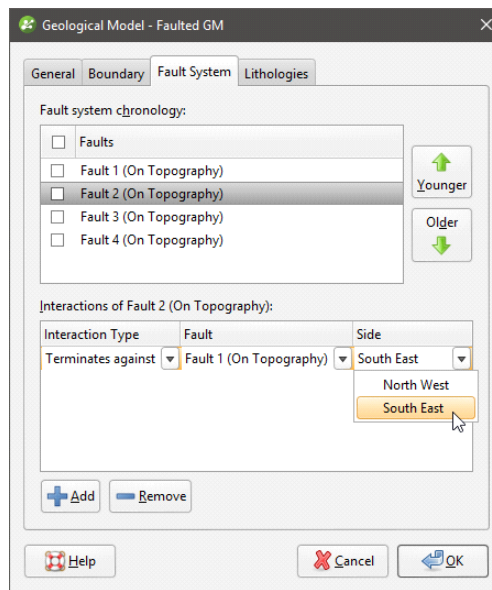 Geological Model - Faulted GM
General Boundary Fault System Lithologies
Fault system chronology:
Faults
Fault 1 (On Topography)
Fault 2 (On Topography)
Fault 3 (On Topography)
Fault 4 (On Topography)
Younger
Older
Interactions of Fault 2 (On Topography):
Interaction Type Fault Side
Terminates against Fault 1 (On Topography) South East
North West
South East
Add Remove
Help Cancel OK